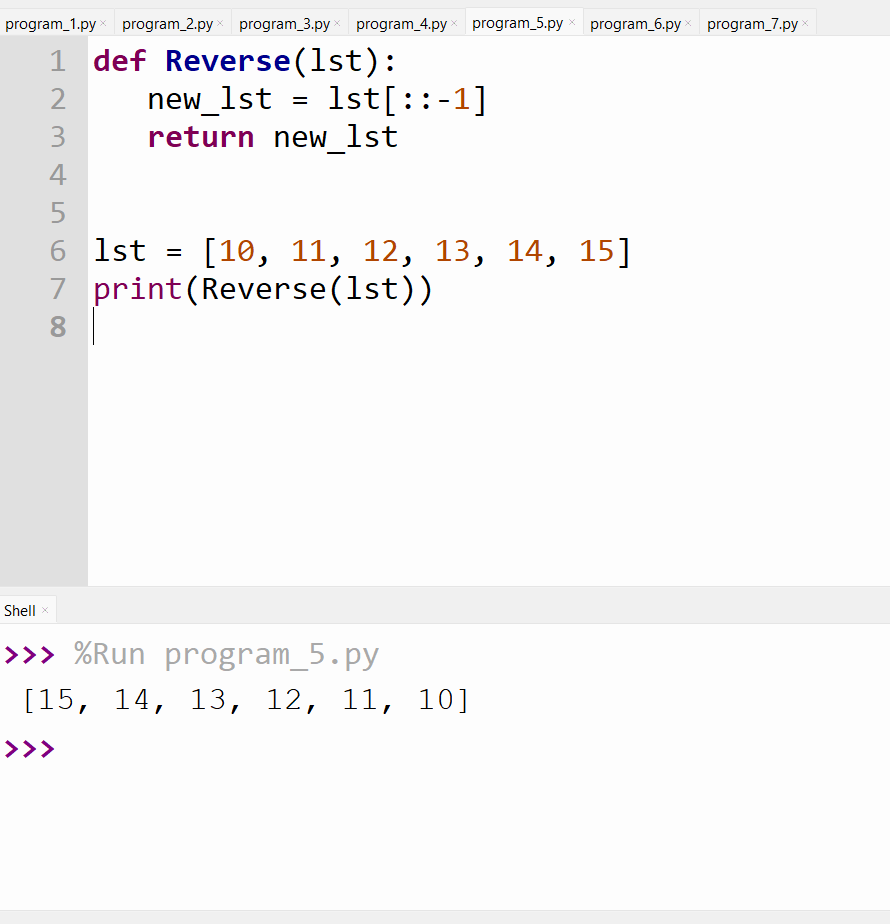 program_1.py × program_2.py × program_3.py × program_4.py × program_5.py × program_6.py × program_7.py ×
1 def Reverse(lst):
2    new_lst = lst[::-1]
3    return new_lst
4
5
6 lst = [10, 11, 12, 13, 14, 15]
7 print(Reverse(lst))
8
Shell ×
>>> %Run program_5.py
 [15, 14, 13, 12, 11, 10]
>>>